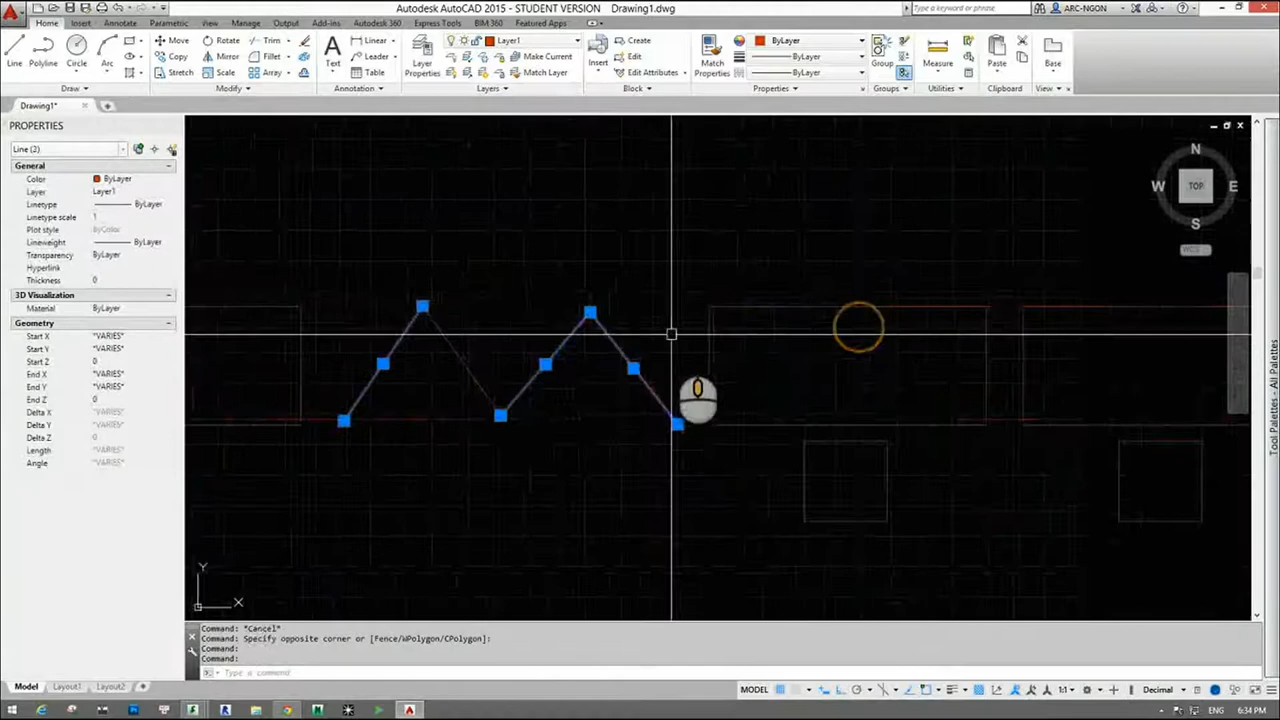 Autodesk AutoCAD 2015 - STUDENT VERSION Drawing1.dwg
Type a keyword or phrase
ARC-NGON
Home Insert Annotate Parametric View Manage Output Add-ins Autodesk 360 Express Tools BIM 360 Featured Apps
Line Polyline Circle Arc
Move Rotate Trim
Copy Mirror Fillet
Stretch Scale Array
Text
Linear
Leader
Table
Layer Properties
Layer1
Make Current
Match Layer
Insert
Create
Edit
Edit Attributes
Match Properties
ByLayer
ByLayer
ByLayer
Group
Measure
Paste
Base
Draw Modify Annotation Layers Block Properties Groups Utilities Clipboard View
Drawing1*
PROPERTIES
Line (2)
General
Color ByLayer
Layer Layer1
Linetype ByLayer
Linetype scale 1
Plot style ByColor
Lineweight ByLayer
Transparency ByLayer
Hyperlink
Thickness 0
3D Visualization
Material ByLayer
Geometry
Start X *VARIES*
Start Y *VARIES*
Start Z 0
End X *VARIES*
End Y *VARIES*
End Z 0
Delta X *VARIES*
Delta Y *VARIES*
Delta Z 0
Length *VARIES*
Angle *VARIES*
N
W TOP E
S
WCS
Tool Palettes - All Palettes
Y
X
Command: *Cancel*
Command: Specify opposite corner or [Fence/WPolygon/CPolygon]:
Command:
Command:
Type a command
Model Layout1 Layout2
MODEL
1:1
Decimal
ENG 6:34 PM